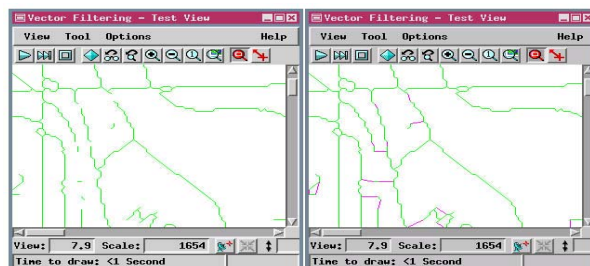 Vector Filtering - Test View
View Tool Options Help
View: 7.9 Scale: 1654
Time to draw: <1 Second
Vector Filtering - Test View
View Tool Options Help
View: 7.9 Scale: 1654
Time to draw: <1 Second